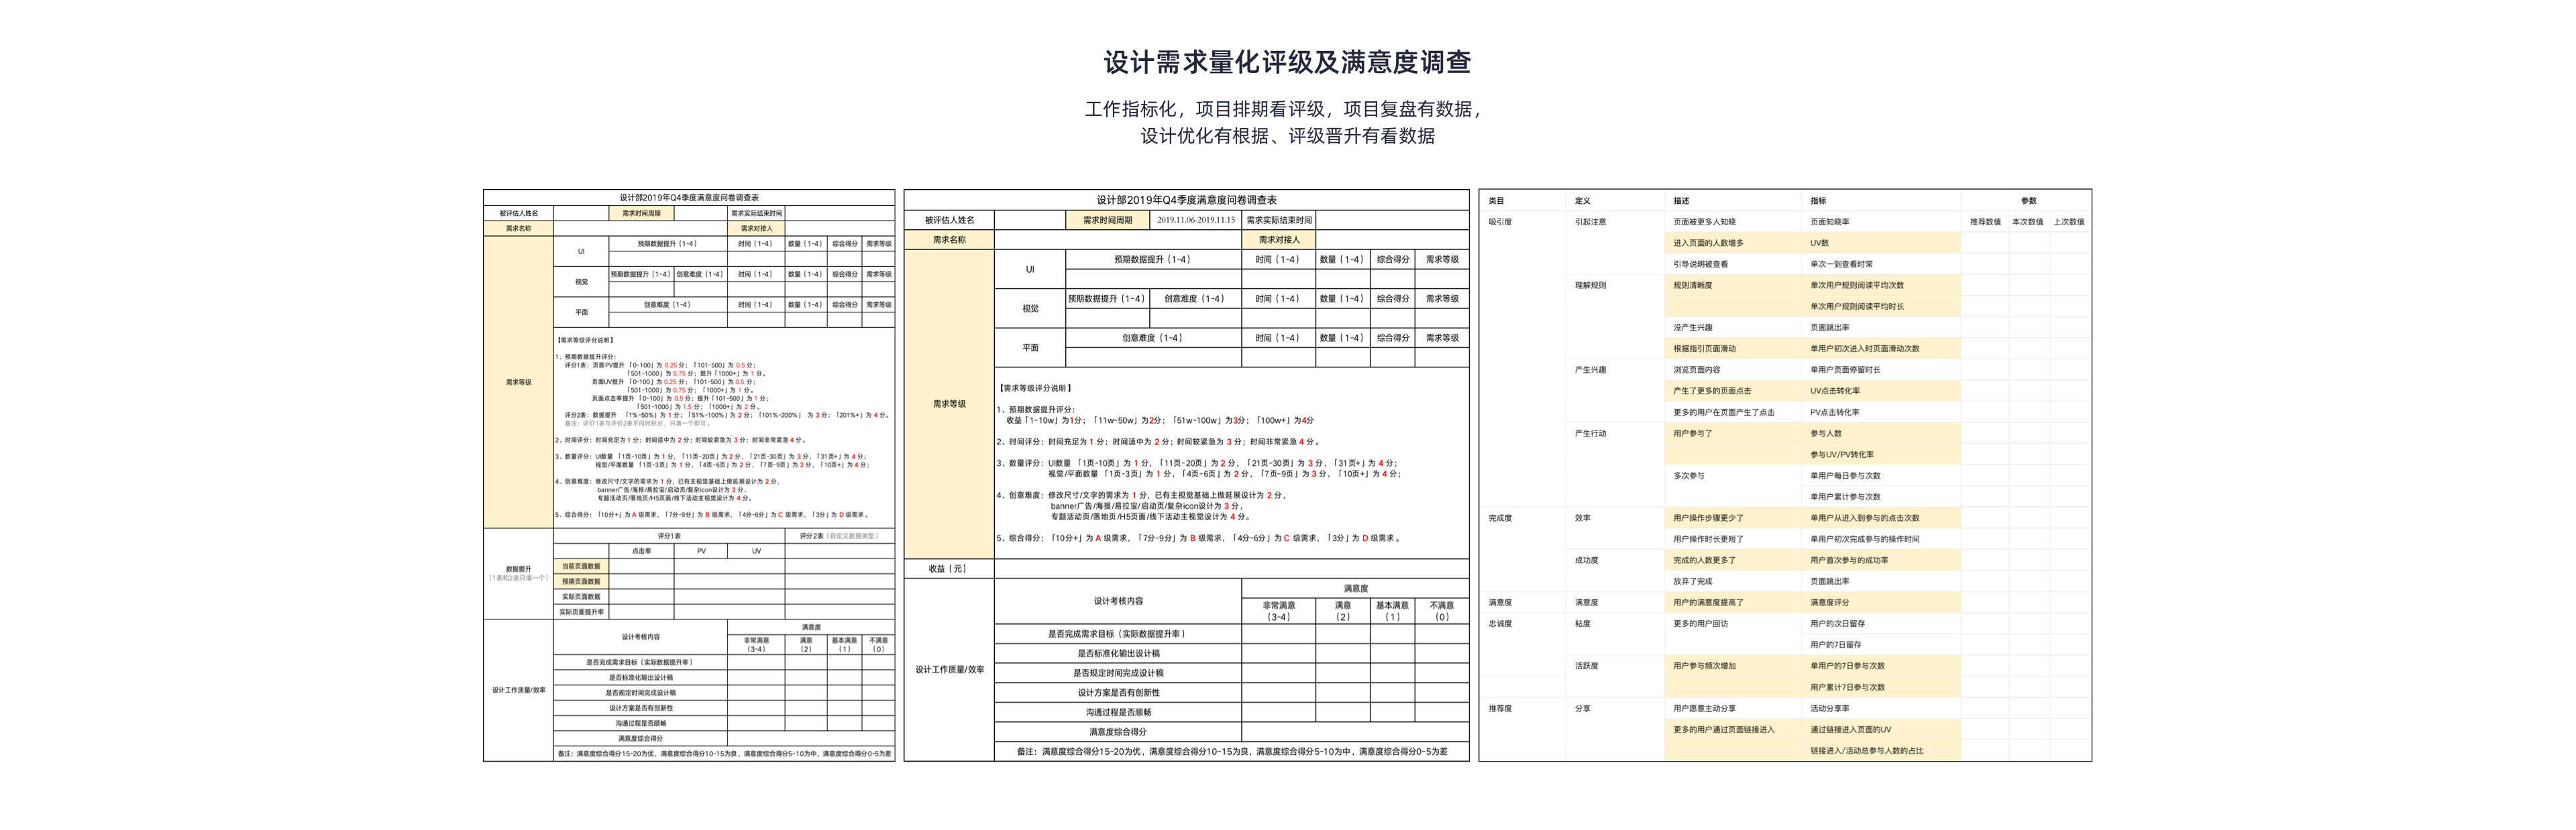 设计需求量化评级及满意度调查
工作指标化，项目排期看评级，项目复盘有数据，
设计优化有根据、评级晋升有看数据
设计部2019年Q4季度满意度问卷调查表
被评估人姓名 需求时间周期 需求实际结束时间
需求名称 需求对接人
需求等级
UI 预期数据提升（1-4） 时间（1-4） 数量（1-4） 综合得分 需求等级
视觉 预期数据提升（1-4） 创意难度（1-4） 时间（1-4） 数量（1-4） 综合得分 需求等级
平面 创意难度（1-4） 时间（1-4） 数量（1-4） 综合得分 需求等级
【需求等级评分说明】
1、预期数据提升评分：
评分1表：页面PV提升「0-100」为 0.25 分；「101-500」为 0.5 分；
「501-1000」为 0.75 分；提升「1000+」为 1 分。
页面UV提升「0-100」为 0.25 分；「101-500」为 0.5 分；
「501-1000」为 0.75 分；「1000+」为 1 分。
页面点击率提升「0-100」为 0.5 分；提升「101-500」为 1 分；
「501-1000」为 1.5 分；「1000+」为 2 分。
评分2表：数据提升 「1%-50%」为 1 分；「51%-100%」为 2 分；「101%-200%」 为 3 分；「201%+」为 4 分。
备注：评价1表与评价2表不同时积分，只填一个即可。
2、时间评分：时间充足为 1 分；时间适中为 2 分；时间较紧急为 3 分；时间非常紧急 4 分。
3、数量评分：UI数量 「1页-10页」为 1 分，「11页-20页」为 2 分，「21页-30页」为 3 分，「31页+」为 4 分；
视觉/平面数量 「1页-3页」为 1 分，「4页-6页」为 2 分，「7页-9页」为 3 分，「10页+」为 4 分；
4、创意难度：修改尺寸/文字的需求为 1 分，已有主视觉基础上做延展设计为 2 分，
banner广告/海报/易拉宝/启动页/复杂icon设计为 3 分，
专题活动页/落地页/H5页面/线下活动主视觉设计为 4 分。
5、综合得分：「10分+」为 A 级需求，「7分-9分」为 B 级需求，「4分-6分」为 C 级需求，「3分」为 D 级需求。
数据提升
（1表和2表只填一个）
评分1表 评分2表（自定义数据类型）
点击率 PV UV
当前页面数据
预期页面数据
实际页面数据
实际页面提升率
设计工作质量/效率
设计考核内容 满意度
非常满意（3-4） 满意（2） 基本满意（1） 不满意（0）
是否完成需求目标（实际数据提升率）
是否标准化输出设计稿
是否规定时间完成设计稿
设计方案是否有创新性
沟通过程是否顺畅
满意度综合得分
备注：满意度综合得分15-20为优，满意度综合得分10-15为良，满意度综合得分5-10为中，满意度综合得分0-5为差
设计部2019年Q4季度满意度问卷调查表
被评估人姓名 需求时间周期 2019.11.06-2019.11.15 需求实际结束时间
需求名称 需求对接人
需求等级
UI 预期数据提升（1-4） 时间（1-4） 数量（1-4） 综合得分 需求等级
视觉 预期数据提升（1-4） 创意难度（1-4） 时间（1-4） 数量（1-4） 综合得分 需求等级
平面 创意难度（1-4） 时间（1-4） 数量（1-4） 综合得分 需求等级
【需求等级评分说明】
1、预期数据提升评分：
收益「1-10w」为1分；「11w-50w」为2分；「51w-100w」为3分；「100w+」为4分
2、时间评分：时间充足为 1 分；时间适中为 2 分；时间较紧急为 3 分；时间非常紧急 4 分。
3、数量评分：UI数量 「1页-10页」为 1 分，「11页-20页」为 2 分，「21页-30页」为 3 分，「31页+」为 4 分；
视觉/平面数量 「1页-3页」为 1 分，「4页-6页」为 2 分，「7页-9页」为 3 分，「10页+」为 4 分；
4、创意难度：修改尺寸/文字的需求为 1 分，已有主视觉基础上做延展设计为 2 分，
banner广告/海报/易拉宝/启动页/复杂icon设计为 3 分，
专题活动页/落地页/H5页面/线下活动主视觉设计为 4 分。
5、综合得分：「10分+」为 A 级需求，「7分-9分」为 B 级需求，「4分-6分」为 C 级需求，「3分」为 D 级需求。
收益（元）
设计工作质量/效率
设计考核内容 满意度
非常满意（3-4） 满意（2） 基本满意（1） 不满意（0）
是否完成需求目标（实际数据提升率）
是否标准化输出设计稿
是否规定时间完成设计稿
设计方案是否有创新性
沟通过程是否顺畅
满意度综合得分
备注：满意度综合得分15-20为优，满意度综合得分10-15为良，满意度综合得分5-10为中，满意度综合得分0-5为差
类目 定义 描述 指标 参数
吸引度 引起注意 页面被更多人知晓 页面知晓率 推荐数值 本次数值 上次数值
进入页面的人数增多 UV数
引导说明被查看 单次一到查看时常
理解规则 规则清晰度 单次用户规则阅读平均次数
单次用户规则阅读平均时长
没产生兴趣 页面跳出率
根据指引页面滑动 单用户初次进入时页面滑动次数
产生兴趣 浏览页面内容 单用户页面停留时长
产生了更多的页面点击 UV点击转化率
更多的用户在页面产生了点击 PV点击转化率
产生行动 用户参与了 参与人数
参与UV/PV转化率
多次参与 单用户每日参与次数
单用户累计参与次数
完成度 效率 用户操作步骤更少了 单用户从进入到参与的点击次数
用户操作时长更短了 单用户初次完成参与的操作时间
成功度 完成的人数更多了 用户首次参与的成功率
放弃了完成 页面跳出率
满意度 满意度 用户的满意度提高了 满意度评分
忠诚度 粘度 更多的用户回访 用户的次日留存
用户的7日留存
活跃度 用户参与频次增加 单用户的7日参与次数
用户累计7日参与次数
推荐度 分享 用户愿意主动分享 活动分享率
更多的用户通过页面链接进入 通过链接进入页面的UV
链接进入/活动总参与人数的占比